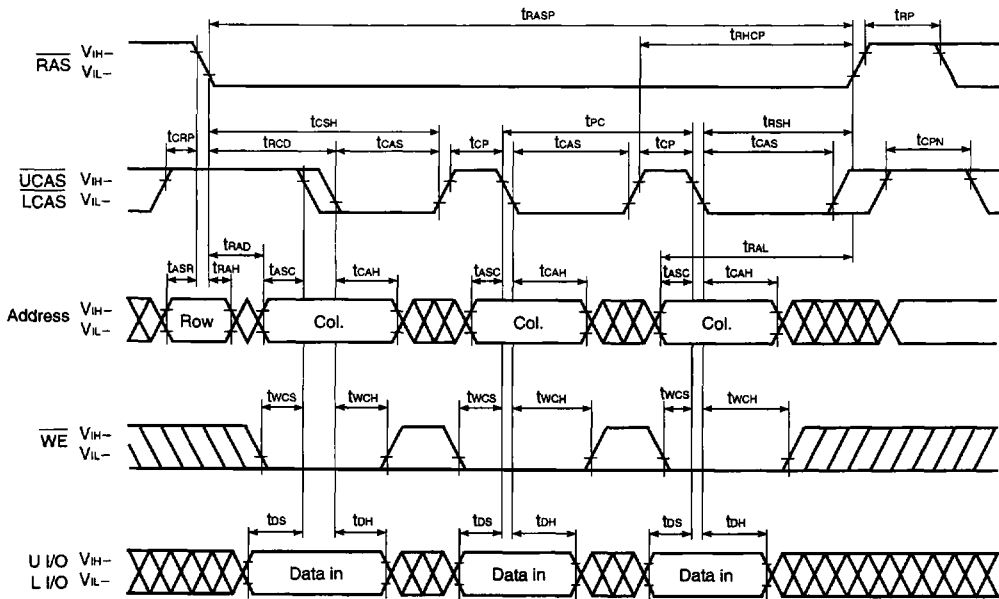 tRASP
tRHCP
tRP
RAS VIH–
VIL–
tCSH
tPC
tRSH
tCRP
tRCD
tCAS
tCP
tCAS
tCP
tCAS
tCPN
UCAS VIH–
LCAS VIL–
tRAD
tRAL
tASR
tRAH
tASC
tCAH
tASC
tCAH
tASC
tCAH
Address VIH–
VIL–
Row
Col.
Col.
Col.
tWCS
tWCH
tWCS
tWCH
tWCS
tWCH
WE VIH–
VIL–
tDS
tDH
tDS
tDH
tDS
tDH
U I/O VIH–
L I/O VIL–
Data in
Data in
Data in